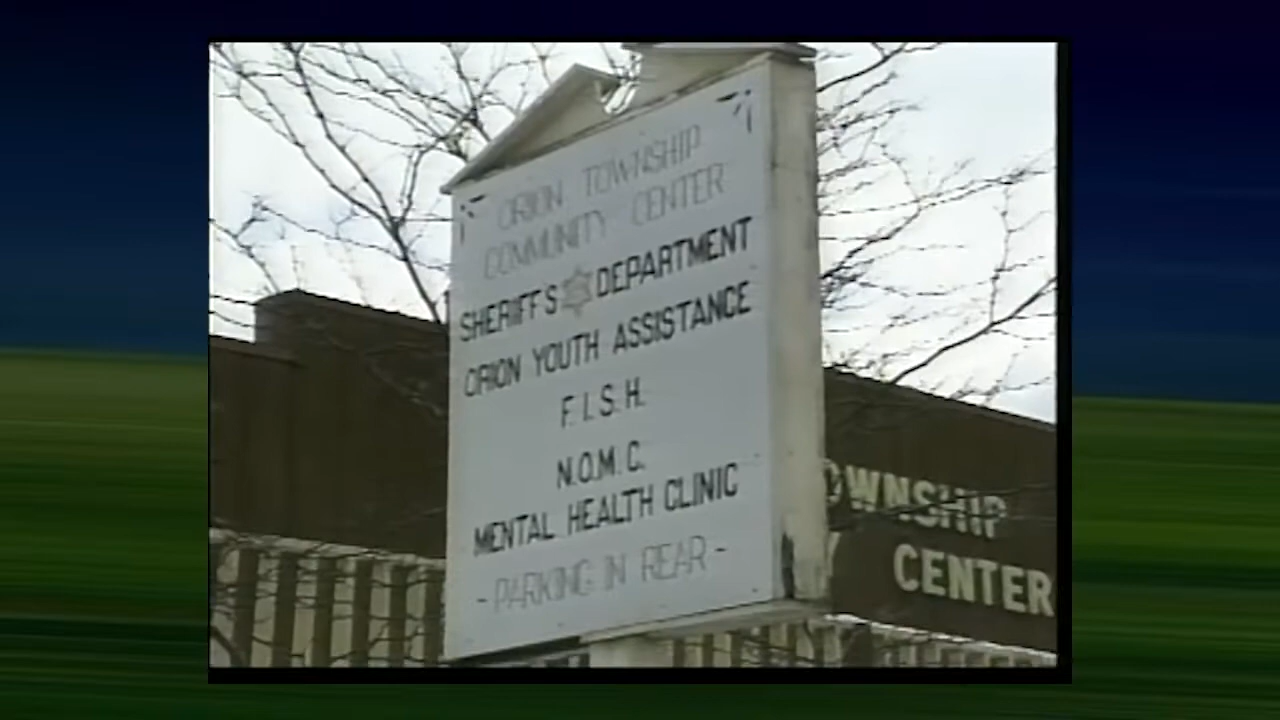 ORION TOWNSHIP
COMMUNITY CENTER
SHERIFF'S DEPARTMENT
ORION YOUTH ASSISTANCE
F.I.S.H.
N.O.M.C.
MENTAL HEALTH CLINIC
- PARKING IN REAR -
OWNSHIP
Y CENTER